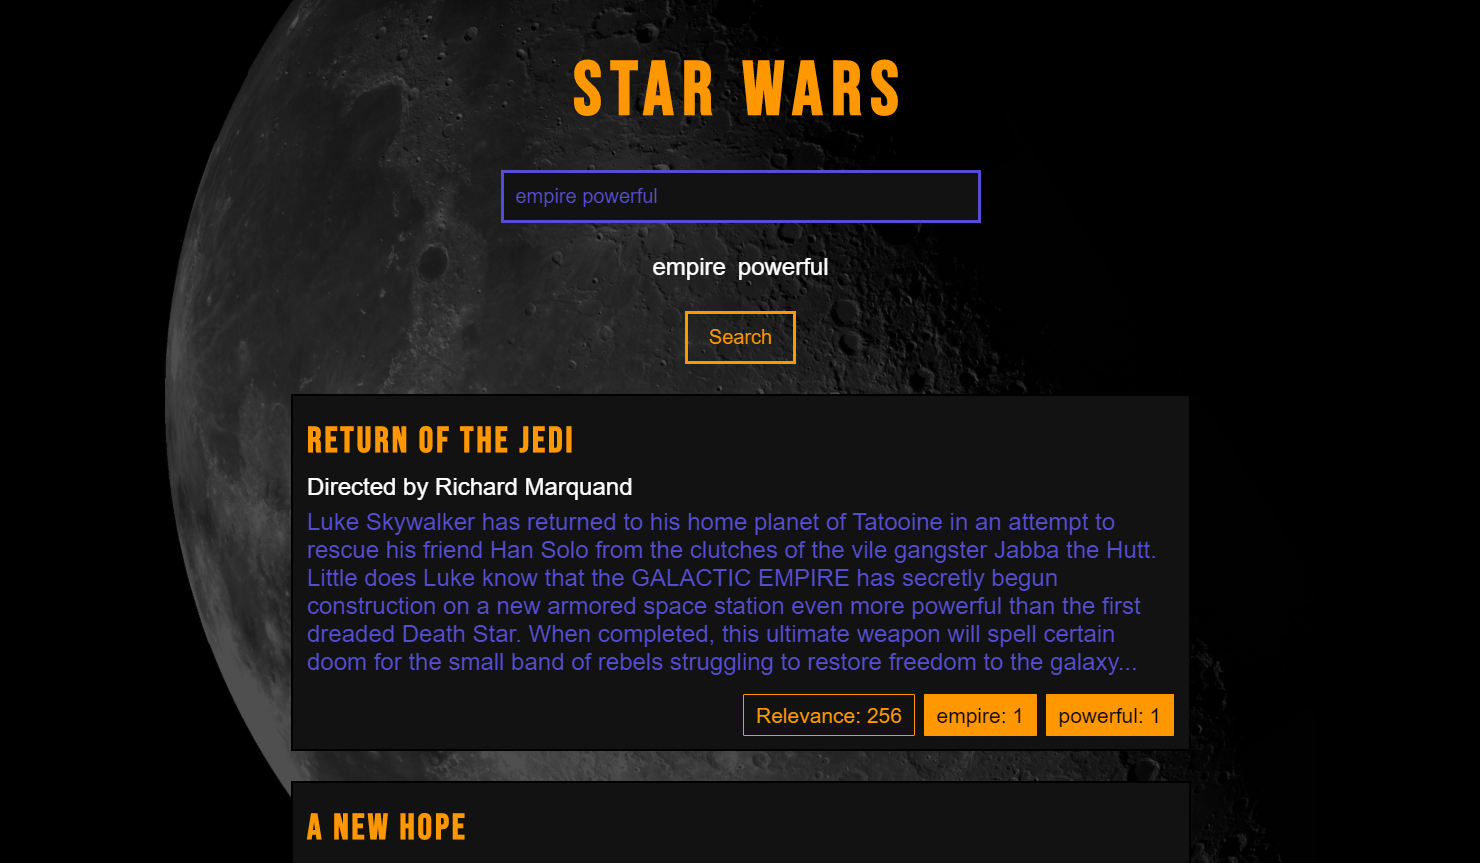 STAR WARS
empire powerful
empire powerful
Search
RETURN OF THE JEDI
Directed by Richard Marquand
Luke Skywalker has returned to his home planet of Tatooine in an attempt to
rescue his friend Han Solo from the clutches of the vile gangster Jabba the Hutt.
Little does Luke know that the GALACTIC EMPIRE has secretly begun
construction on a new armored space station even more powerful than the first
dreaded Death Star. When completed, this ultimate weapon will spell certain
doom for the small band of rebels struggling to restore freedom to the galaxy...
Relevance: 256 empire: 1 powerful: 1
A NEW HOPE